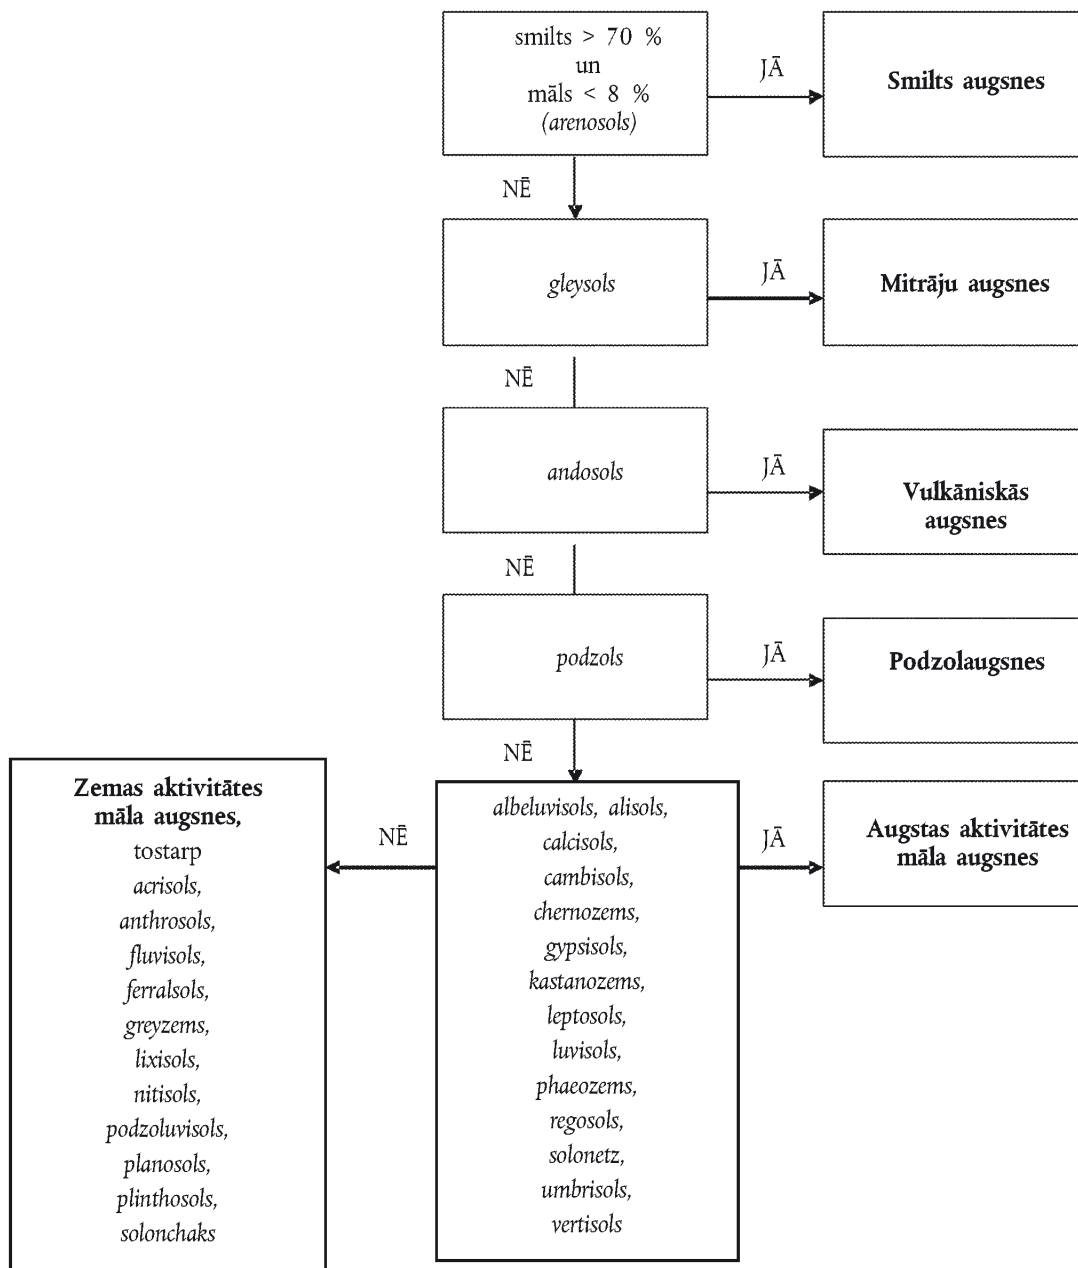 smilts > 70 %
un
māls < 8 %
(arenosols)
JĀ
Smilts augsnes
NĒ
gleysols
JĀ
Mitrāju augsnes
NĒ
andosols
JĀ
Vulkāniskās
augsnes
NĒ
podzols
JĀ
Podzolaugsnes
NĒ
albeluvisols, alisols,
calcisols,
cambisols,
chernozems,
gypsisols,
kastanozems,
leptosols,
luvisols,
phaeozems,
regosols,
solonetz,
umbrisols,
vertisols
JĀ
Augstas aktivitātes
māla augsnes
NĒ
Zemas aktivitātes
māla augsnes,
tostarp
acrisols,
anthrosols,
fluvisols,
ferralsols,
greyzems,
lixisols,
nitisols,
podzoluvisols,
planosols,
plinthosols,
solonchaks